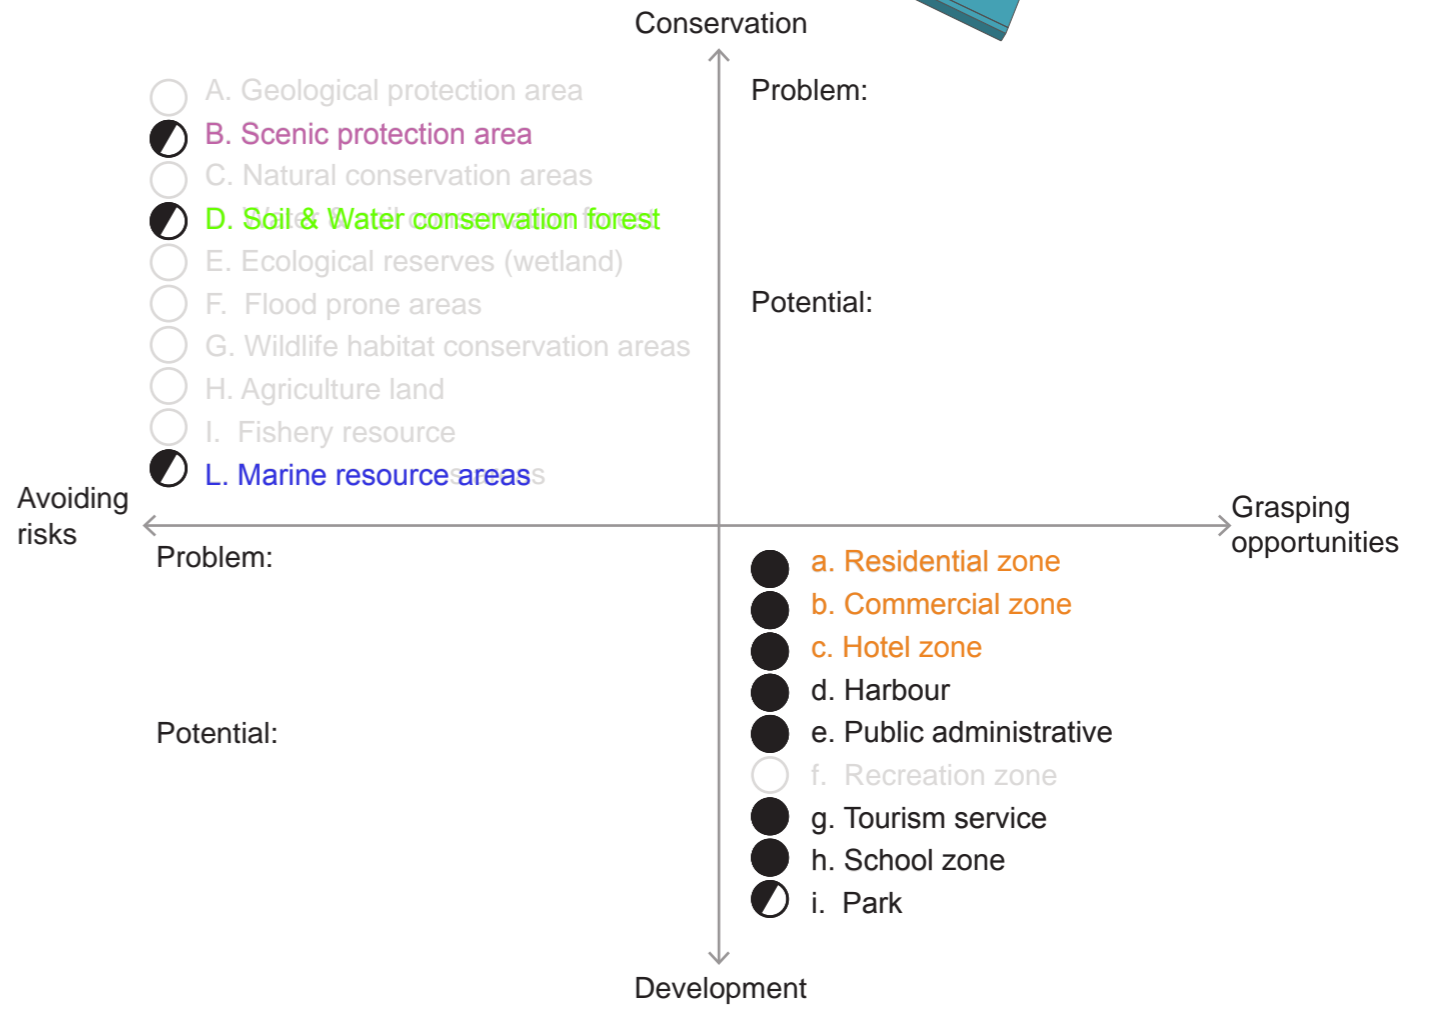 Conservation
A. Geological protection area
B. Scenic protection area
C. Natural conservation areas
D. Soil & Water conservation forest
E. Ecological reserves (wetland)
F. Flood prone areas
G. Wildlife habitat conservation areas
H. Agriculture land
I. Fishery resource
L. Marine resource areas
Problem:
Potential:
Avoiding
risks
Grasping
opportunities
Problem:
Potential:
a. Residential zone
b. Commercial zone
c. Hotel zone
d. Harbour
e. Public administrative
f. Recreation zone
g. Tourism service
h. School zone
i. Park
Development